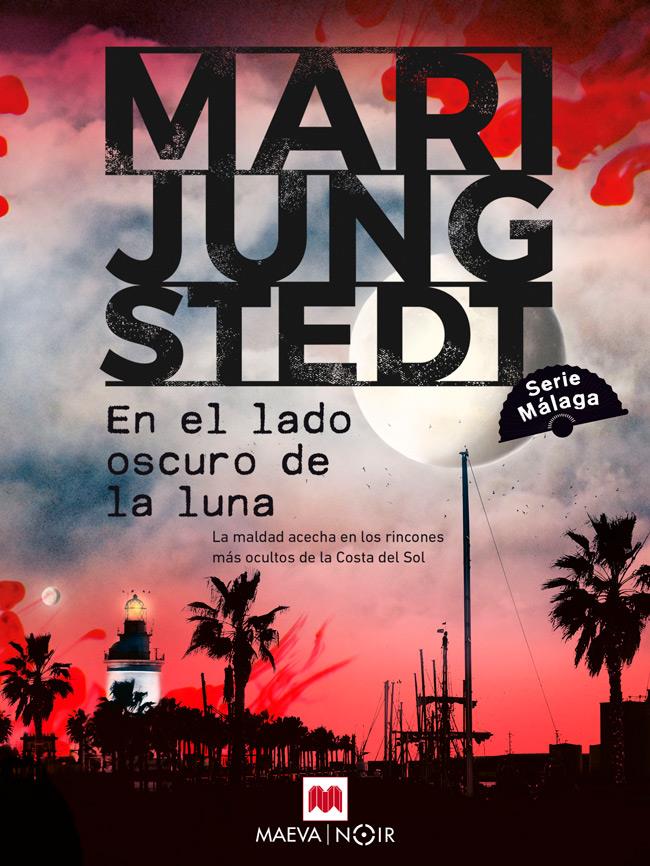 MARI
JUNG
STEDT
Serie
Málaga
En el lado
oscuro de
la luna
La maldad acecha en los rincones
más ocultos de la Costa del Sol
MAEVA | NOIR